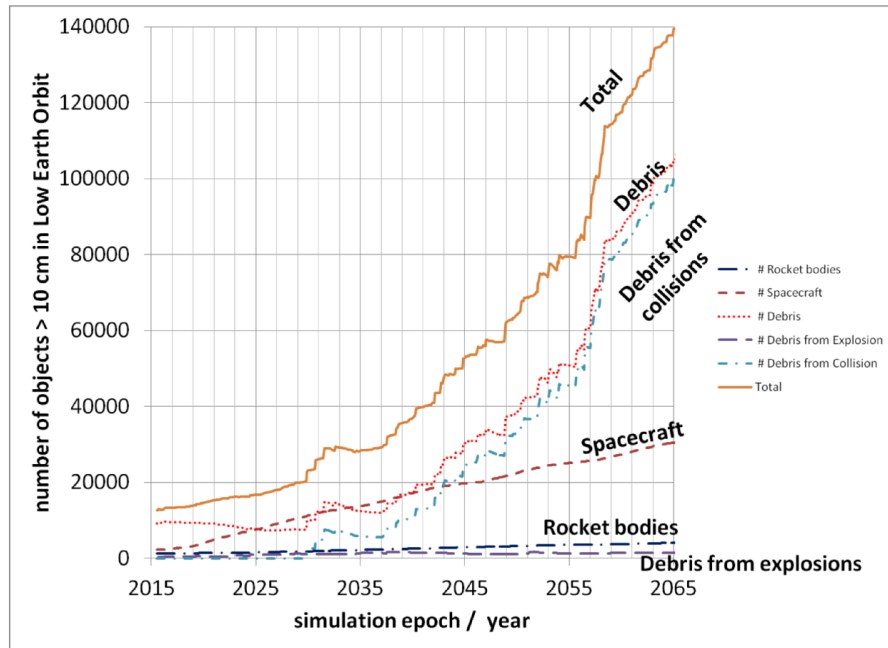 140000
120000
100000
80000
60000
40000
20000
0
number of objects > 10 cm in Low Earth Orbit
2015 2025 2035 2045 2055 2065
simulation epoch / year
Total
Debris
Debris from
collisions
Spacecraft
Rocket bodies
Debris from explosions
# Rocket bodies
# Spacecraft
# Debris
# Debris from Explosion
# Debris from Collision
Total